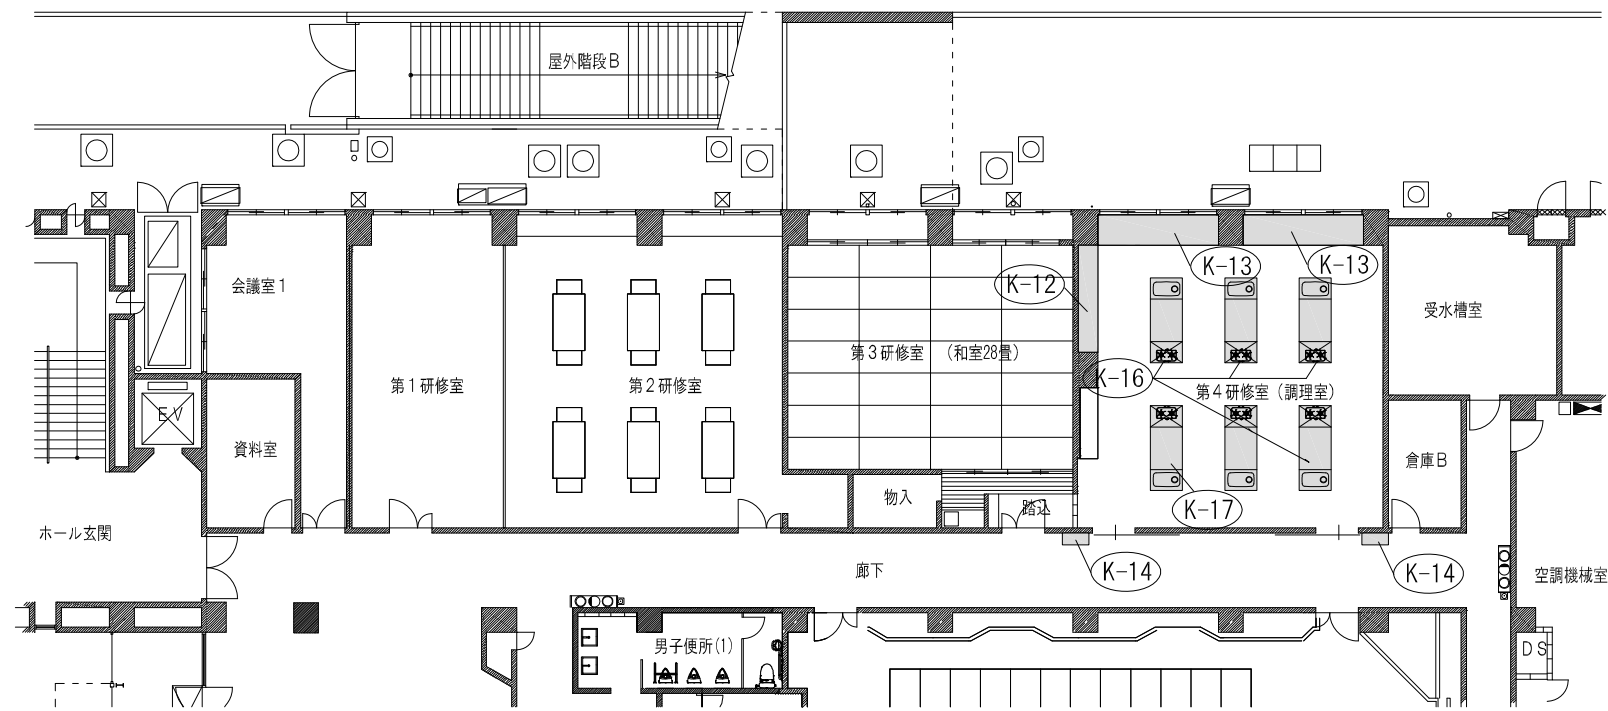 屋外階段B
会議室1
K-12
K-13
K-13
受水槽室
第1研修室
第2研修室
第3研修室 (和室28畳)
K-16
第4研修室(調理室)
EV
資料室
物入
踏込
K-17
倉庫B
ホール玄関
廊下
K-14
K-14
空調機械室
男子便所(1)
DS